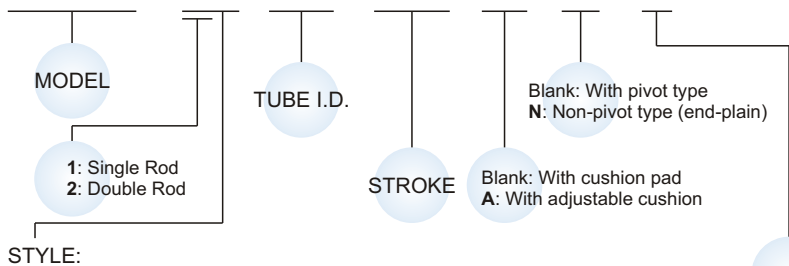 MODEL
TUBE I.D.
Blank: With pivot type
N: Non-pivot type (end-plain)
1: Single Rod
2: Double Rod
STROKE
Blank: With cushion pad
A: With adjustable cushion
STYLE: